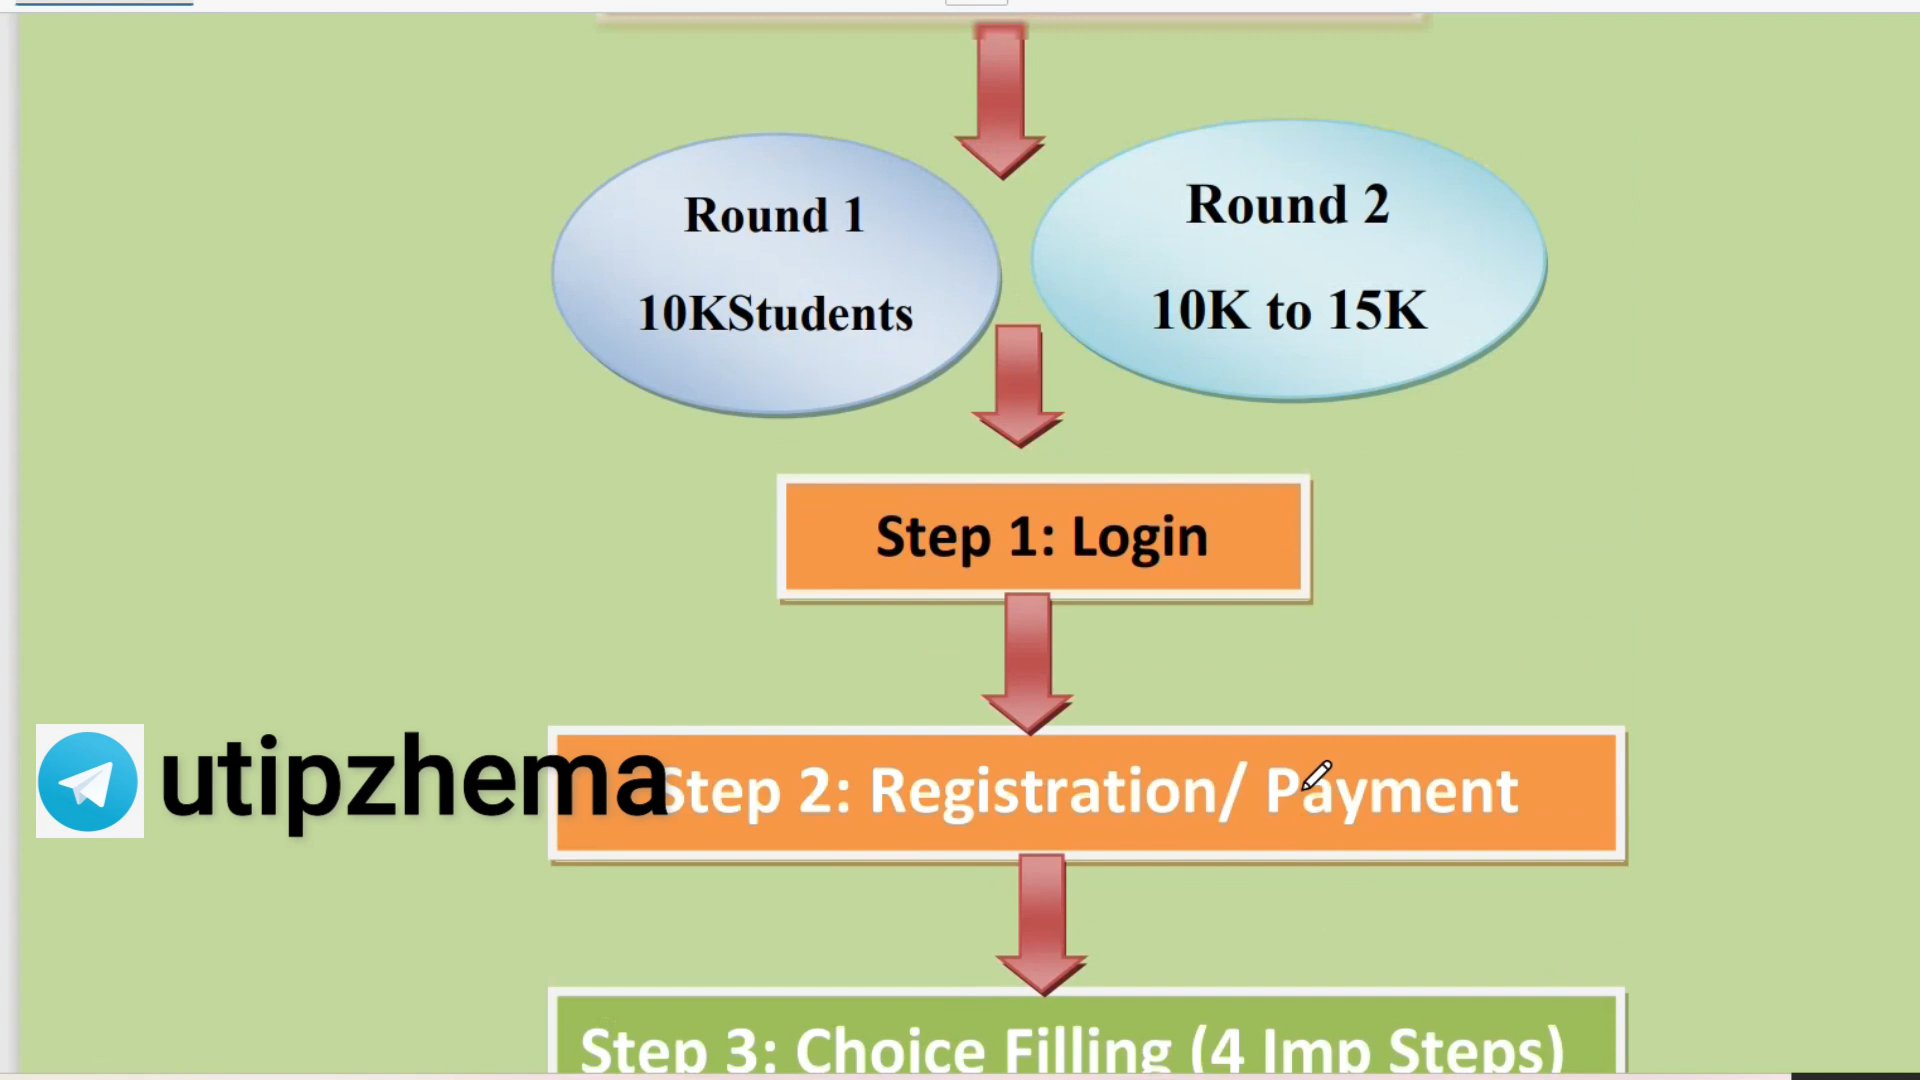 Round 1
10KStudents
Round 2
10K to 15K
Step 1: Login
utipzhema
Step 2: Registration/ Payment
Step 3: Choice Filling (4 Imp Steps)